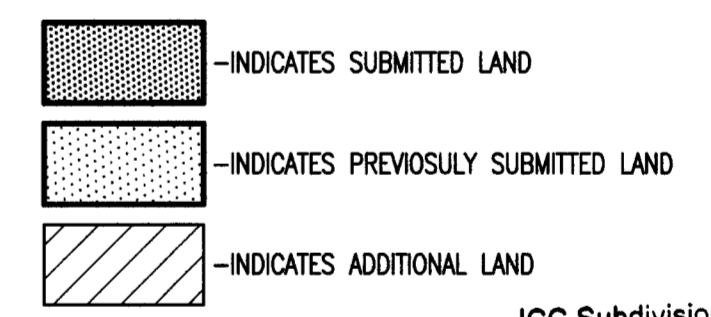 -INDICATES SUBMITTED LAND
-INDICATES PREVIOSULY SUBMITTED LAND
-INDICATES ADDITIONAL LAND